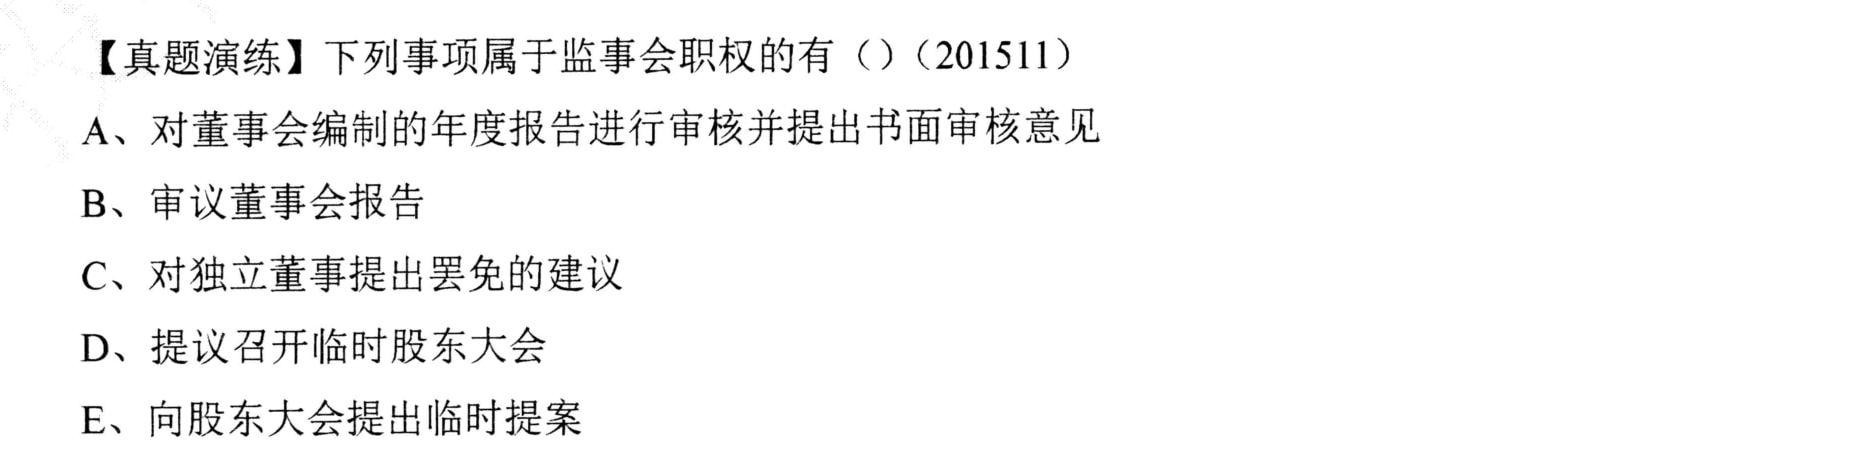 【真题演练】下列事项属于监事会职权的有（）（201511）
A、对董事会编制的年度报告进行审核并提出书面审核意见
B、审议董事会报告
C、对独立董事提出罢免的建议
D、提议召开临时股东大会
E、向股东大会提出临时提案